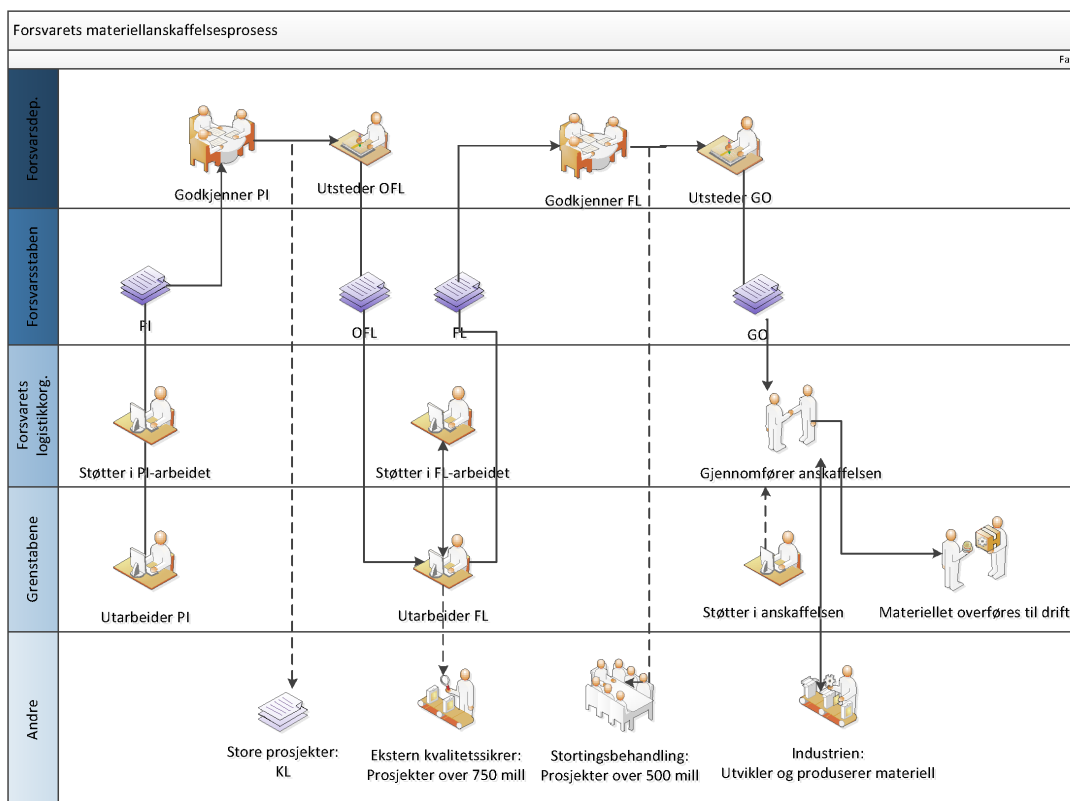 Forsvarets materiellanskaffelsesprosess
Fa
Forsvarsdep.
Godkjenner PI
Utsteder OFL
Godkjenner FL
Utsteder GO
Forsvarsstaben
PI
OFL
FL
GO
Forsvarets
logistikkorg.
Støtter i PI-arbeidet
Støtter i FL-arbeidet
Gjennomfører anskaffelsen
Grenstabene
Utarbeider PI
Utarbeider FL
Støtter i anskaffelsen
Materiellet overføres til drift
Andre
Store prosjekter:
KL
Ekstern kvalitetssikrer:
Prosjekter over 750 mill
Stortingsbehandling:
Prosjekter over 500 mill
Industrien:
Utvikler og produserer materiell